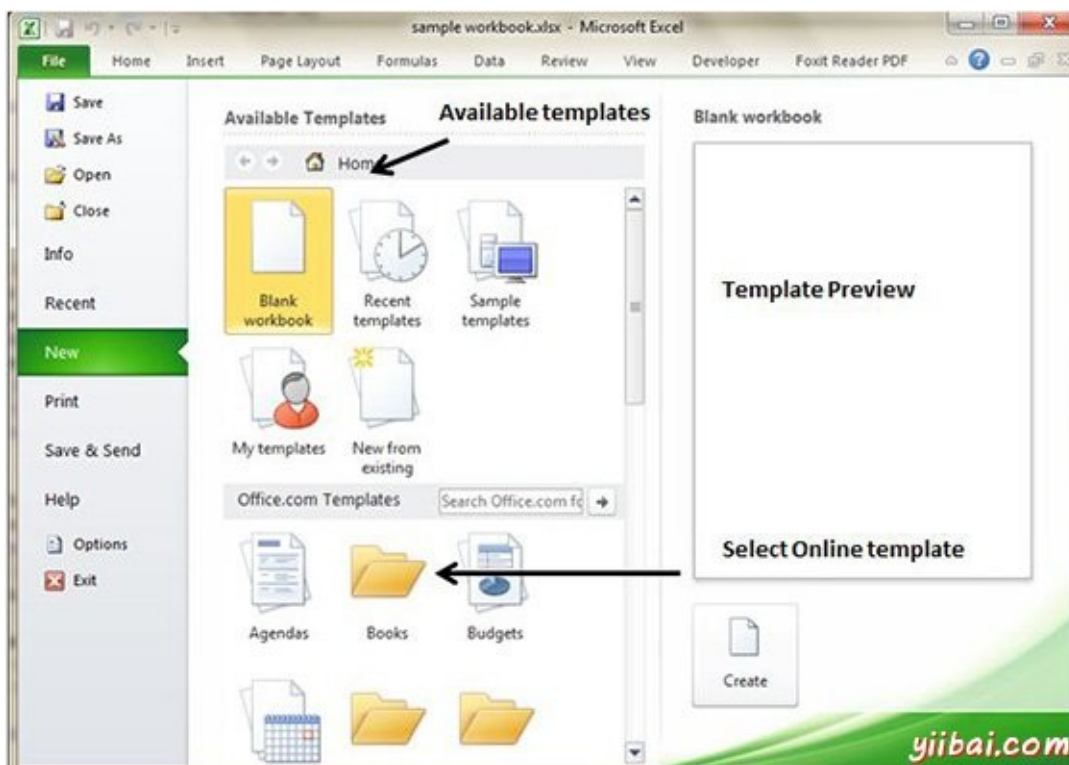 sample workbook.xlsx - Microsoft Excel
File Home Insert Page Layout Formulas Data Review View Developer Foxit Reader PDF
Save
Save As
Open
Close
Info
Recent
New
Print
Save & Send
Help
Options
Exit
Available Templates
Available templates
Home
Blank workbook
Recent templates
Sample templates
My templates
New from existing
Office.com Templates
Search Office.com fo
Agendas
Books
Budgets
Blank workbook
Template Preview
Select Online template
Create
yiibai.com